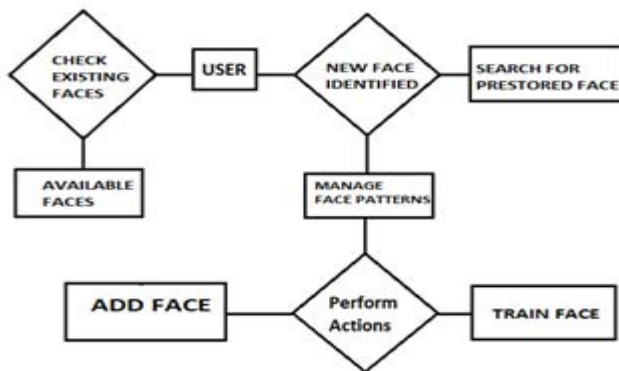 CHECK
EXISTING
FACES
USER
NEW FACE
IDENTIFIED
SEARCH FOR
PRESTORED FACE
AVAILABLE
FACES
MANAGE
FACE PATTERNS
ADD FACE
Perform
Actions
TRAIN FACE